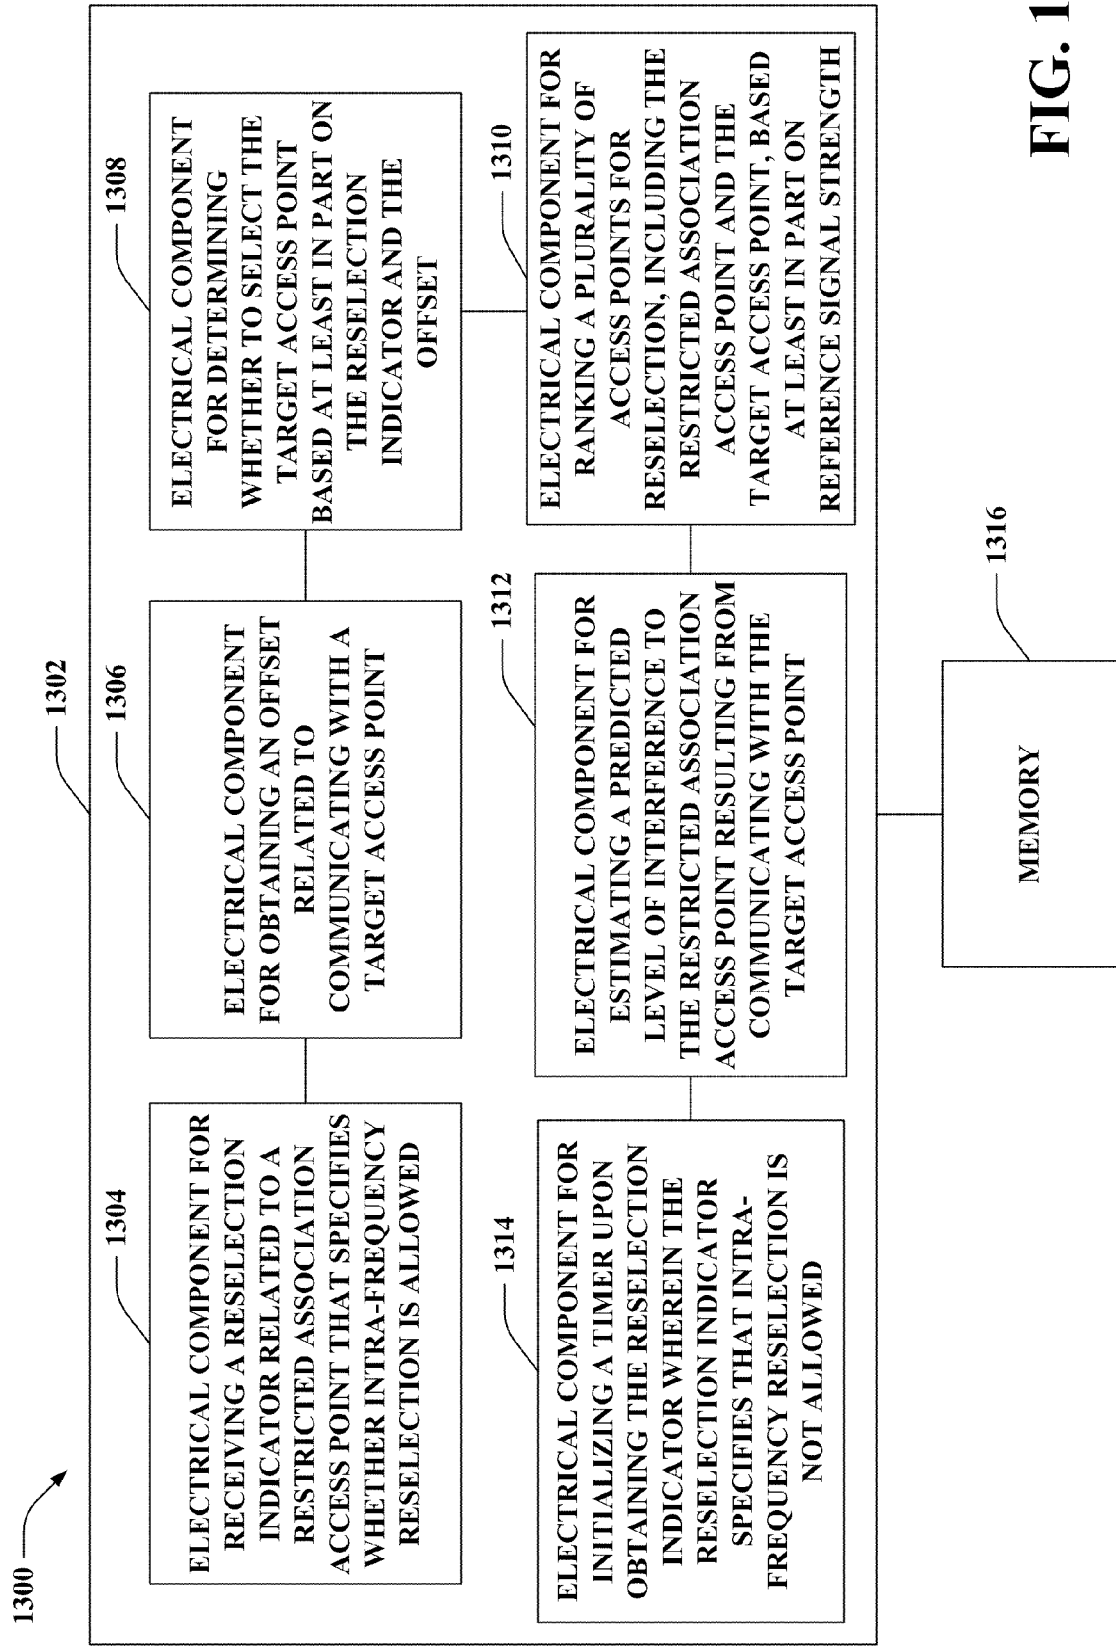 1300
1302
1304
ELECTRICAL COMPONENT FOR
RECEIVING A RESELECTION
INDICATOR RELATED TO A
RESTRICTED ASSOCIATION
ACCESS POINT THAT SPECIFIES
WHETHER INTRA-FREQUENCY
RESELECTION IS ALLOWED
1306
ELECTRICAL COMPONENT
FOR OBTAINING AN OFFSET
RELATED TO
COMMUNICATING WITH A
TARGET ACCESS POINT
1308
ELECTRICAL COMPONENT
FOR DETERMINING
WHETHER TO SELECT THE
TARGET ACCESS POINT
BASED AT LEAST IN PART ON
THE RESELECTION
INDICATOR AND THE
OFFSET
1314
ELECTRICAL COMPONENT FOR
INITIALIZING A TIMER UPON
OBTAINING THE RESELECTION
INDICATOR WHEREIN THE
RESELECTION INDICATOR
SPECIFIES THAT INTRA-
FREQUENCY RESELECTION IS
NOT ALLOWED
1312
ELECTRICAL COMPONENT FOR
ESTIMATING A PREDICTED
LEVEL OF INTERFERENCE TO
THE RESTRICTED ASSOCIATION
ACCESS POINT RESULTING FROM
COMMUNICATING WITH THE
TARGET ACCESS POINT
1310
ELECTRICAL COMPONENT FOR
RANKING A PLURALITY OF
ACCESS POINTS FOR
RESELECTION, INCLUDING THE
RESTRICTED ASSOCIATION
ACCESS POINT AND THE
TARGET ACCESS POINT, BASED
AT LEAST IN PART ON
REFERENCE SIGNAL STRENGTH
1316
MEMORY
FIG. 1